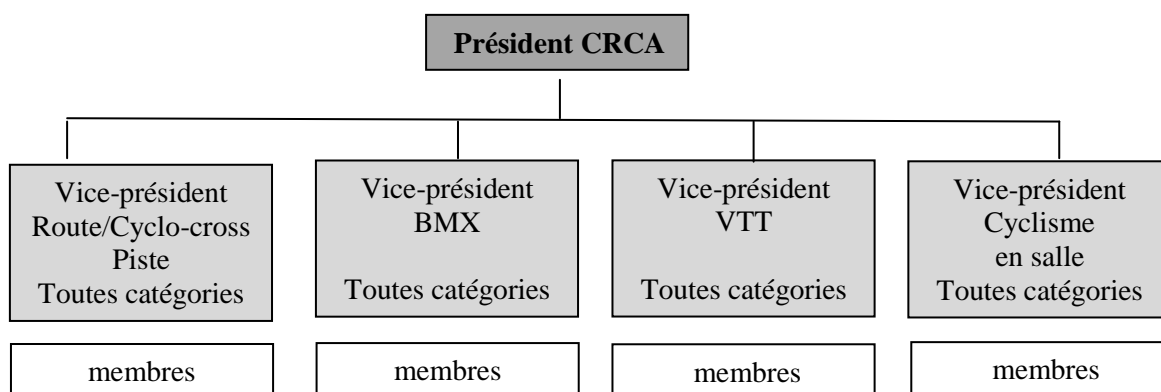 Président CRCA
Vice-président
Route/Cyclo-cross
Piste
Toutes catégories
Vice-président
BMX
Toutes catégories
Vice-président
VTT
Toutes catégories
Vice-président
Cyclisme
en salle
Toutes catégories
membres
membres
membres
membres